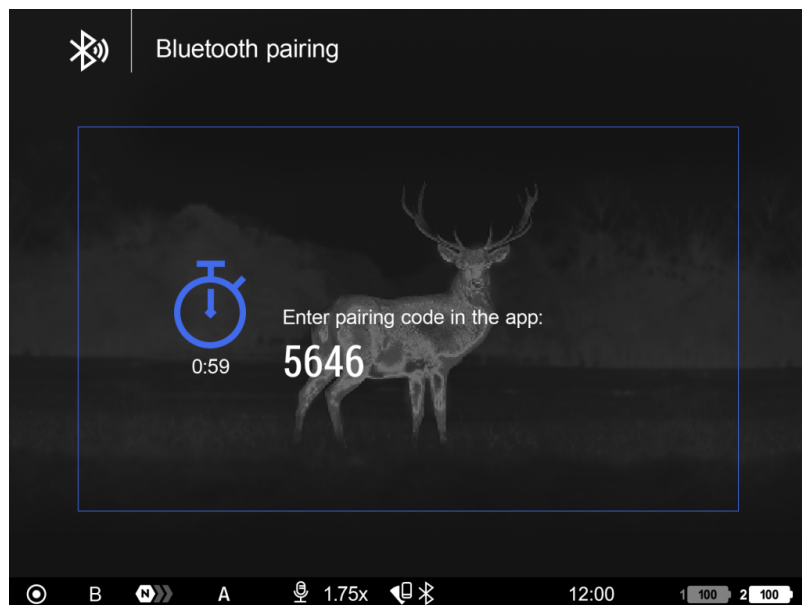 Bluetooth pairing
Enter pairing code in the app:
0:59
5646
B N A 1.75x 12:00 1 100 2 100